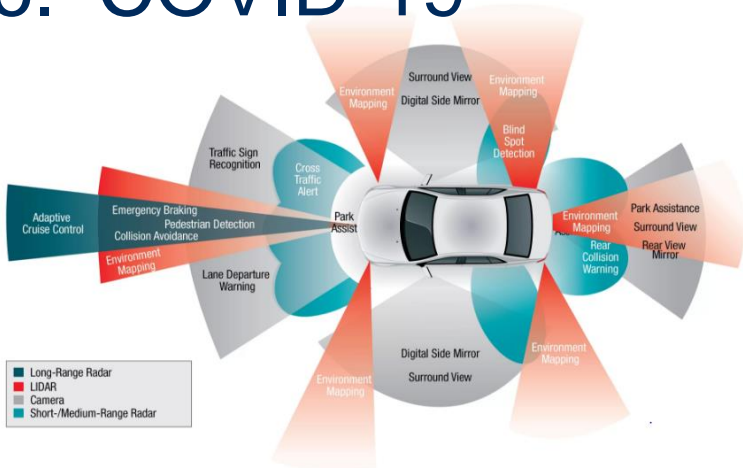 COVID-19
Surround View
Digital Side Mirror
Environment
Mapping
Environment
Mapping
Blind
Spot
Detection
Traffic Sign
Recognition
Cross
Traffic
Alert
Adaptive
Cruise Control
Emergency Braking
Pedestrian Detection
Collision Avoidance
Environment
Mapping
Park
Assist
Lane Departure
Warning
Environment
Mapping
Park Assistance
Surround View
Rear View
Mirror
Rear
Collision
Warning
Digital Side Mirror
Surround View
Environment
Mapping
Environment
Mapping
Long-Range Radar
LIDAR
Camera
Short-/Medium-Range Radar